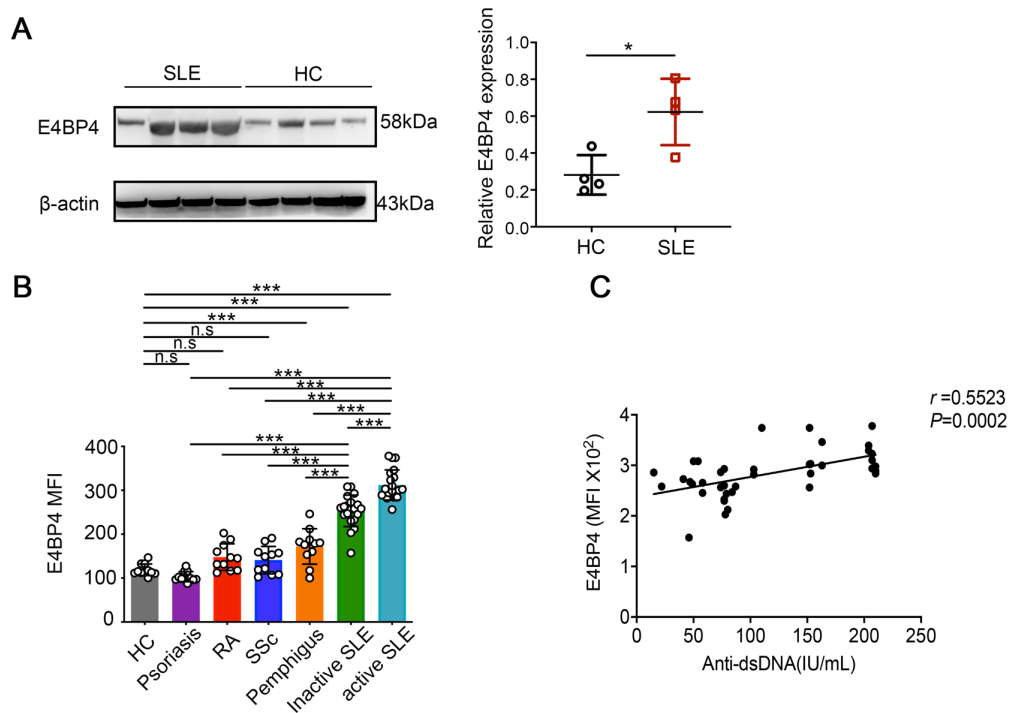 A
SLE HC
E4BP4 58kDa
β-actin 43kDa
Relative E4BP4 expression
1.0
0.8
0.6
0.4
0.2
0.0
*
HC SLE
B
***
***
***
n.s
n.s
n.s
***
***
***
***
***
***
***
***
***
E4BP4 MFI
400
300
200
100
0
HC
Psoriasis
RA
SSc
Pemphigus
Inactive SLE
active SLE
C
r =0.5523
P=0.0002
E4BP4 (MFI X10²)
4
3
2
1
0
0 50 100 150 200 250
Anti-dsDNA(IU/mL)